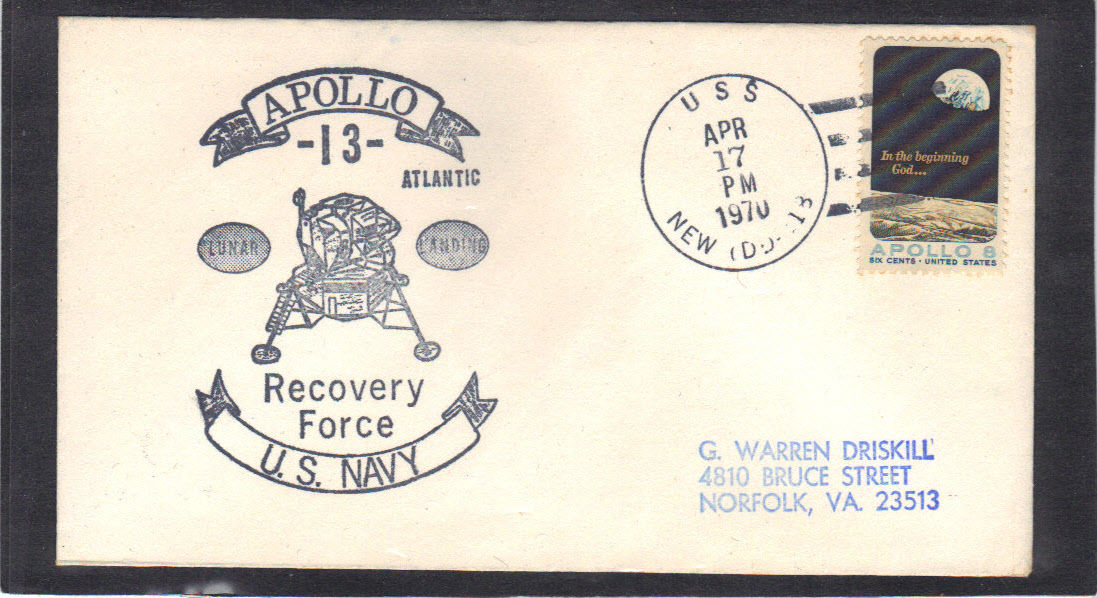 APOLLO
-13-
ATLANTIC
LUNAR LANDING
Recovery
Force
U. S. NAVY
USS
APR
17
PM
1970
NEW
In the beginning
God...
APOLLO 8
SIX CENTS · UNITED STATES
G. WARREN DRISKILL
4810 BRUCE STREET
NORFOLK, VA. 23513